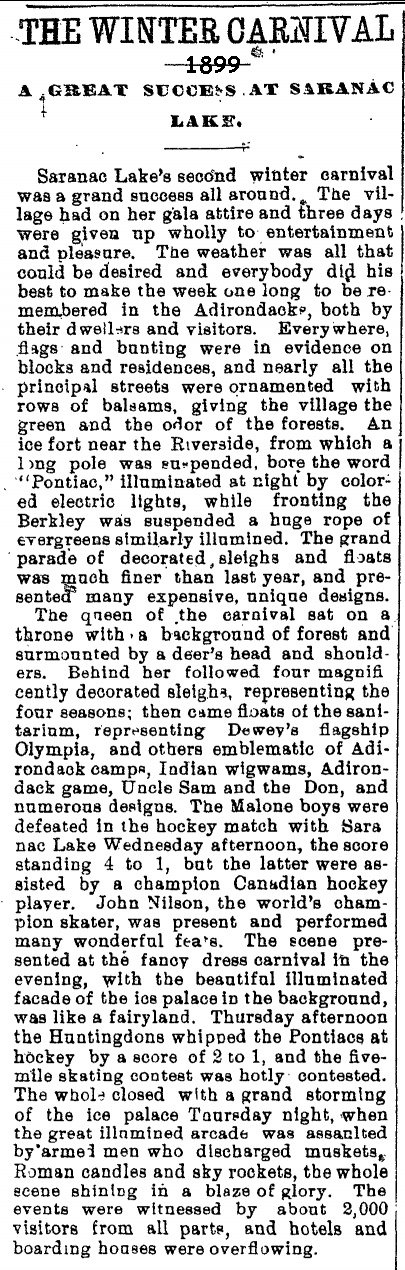 THE WINTER CARNIVAL
1899
A GREAT SUCCESS AT SARANAC
LAKE.
Saranac Lake's second winter carnival
was a grand success all around. The vil-
lage had on her gala attire and three days
were given up wholly to entertainment
and pleasure. The weather was all that
could be desired and everybody did his
best to make the week one long to be re-
membered in the Adirondacks, both by
their dwellers and visitors. Everywhere,
flags and bunting were in evidence on
blocks and residences, and nearly all the
principal streets were ornamented with
rows of balsams, giving the village the
green and the odor of the forests. An
ice fort near the Riverside, from which a
long pole was suspended, bore the word
"Pontiac," illuminated at night by color-
ed electric lights, while fronting the
Berkley was suspended a huge rope of
evergreens similarly illumined. The grand
parade of decorated sleighs and floats
was much finer than last year, and pre-
sented many expensive, unique designs.
The queen of the carnival sat on a
throne with a background of forest and
surmounted by a deer's head and should-
ers. Behind her followed four magnifi
cently decorated sleighs, representing the
four seasons; then came floats of the sani-
tarium, representing Dewey's flagship
Olympia, and others emblematic of Adi-
rondack camps, Indian wigwams, Adiron-
dack game, Uncle Sam and the Don, and
numerous designs. The Malone boys were
defeated in the hockey match with Sara
nac Lake Wednesday afternoon, the score
standing 4 to 1, but the latter were as-
sisted by a champion Canadian hockey
player. John Nilson, the world's cham-
pion skater, was present and performed
many wonderful feats. The scene pre-
sented at the fancy dress carnival in the
evening, with the beautiful illuminated
facade of the ice palace in the background,
was like a fairyland. Thursday afternoon
the Huntingdons whipped the Pontiacs at
hockey by a score of 2 to 1, and the five-
mile skating contest was hotly contested.
The whole closed with a grand storming
of the ice palace Thursday night, when
the great illumined arcade was assaulted
by armed men who discharged muskets,
Roman candles and sky rockets, the whole
scene shining in a blaze of glory. The
events were witnessed by about 2,000
visitors from all parts, and hotels and
boarding houses were overflowing.